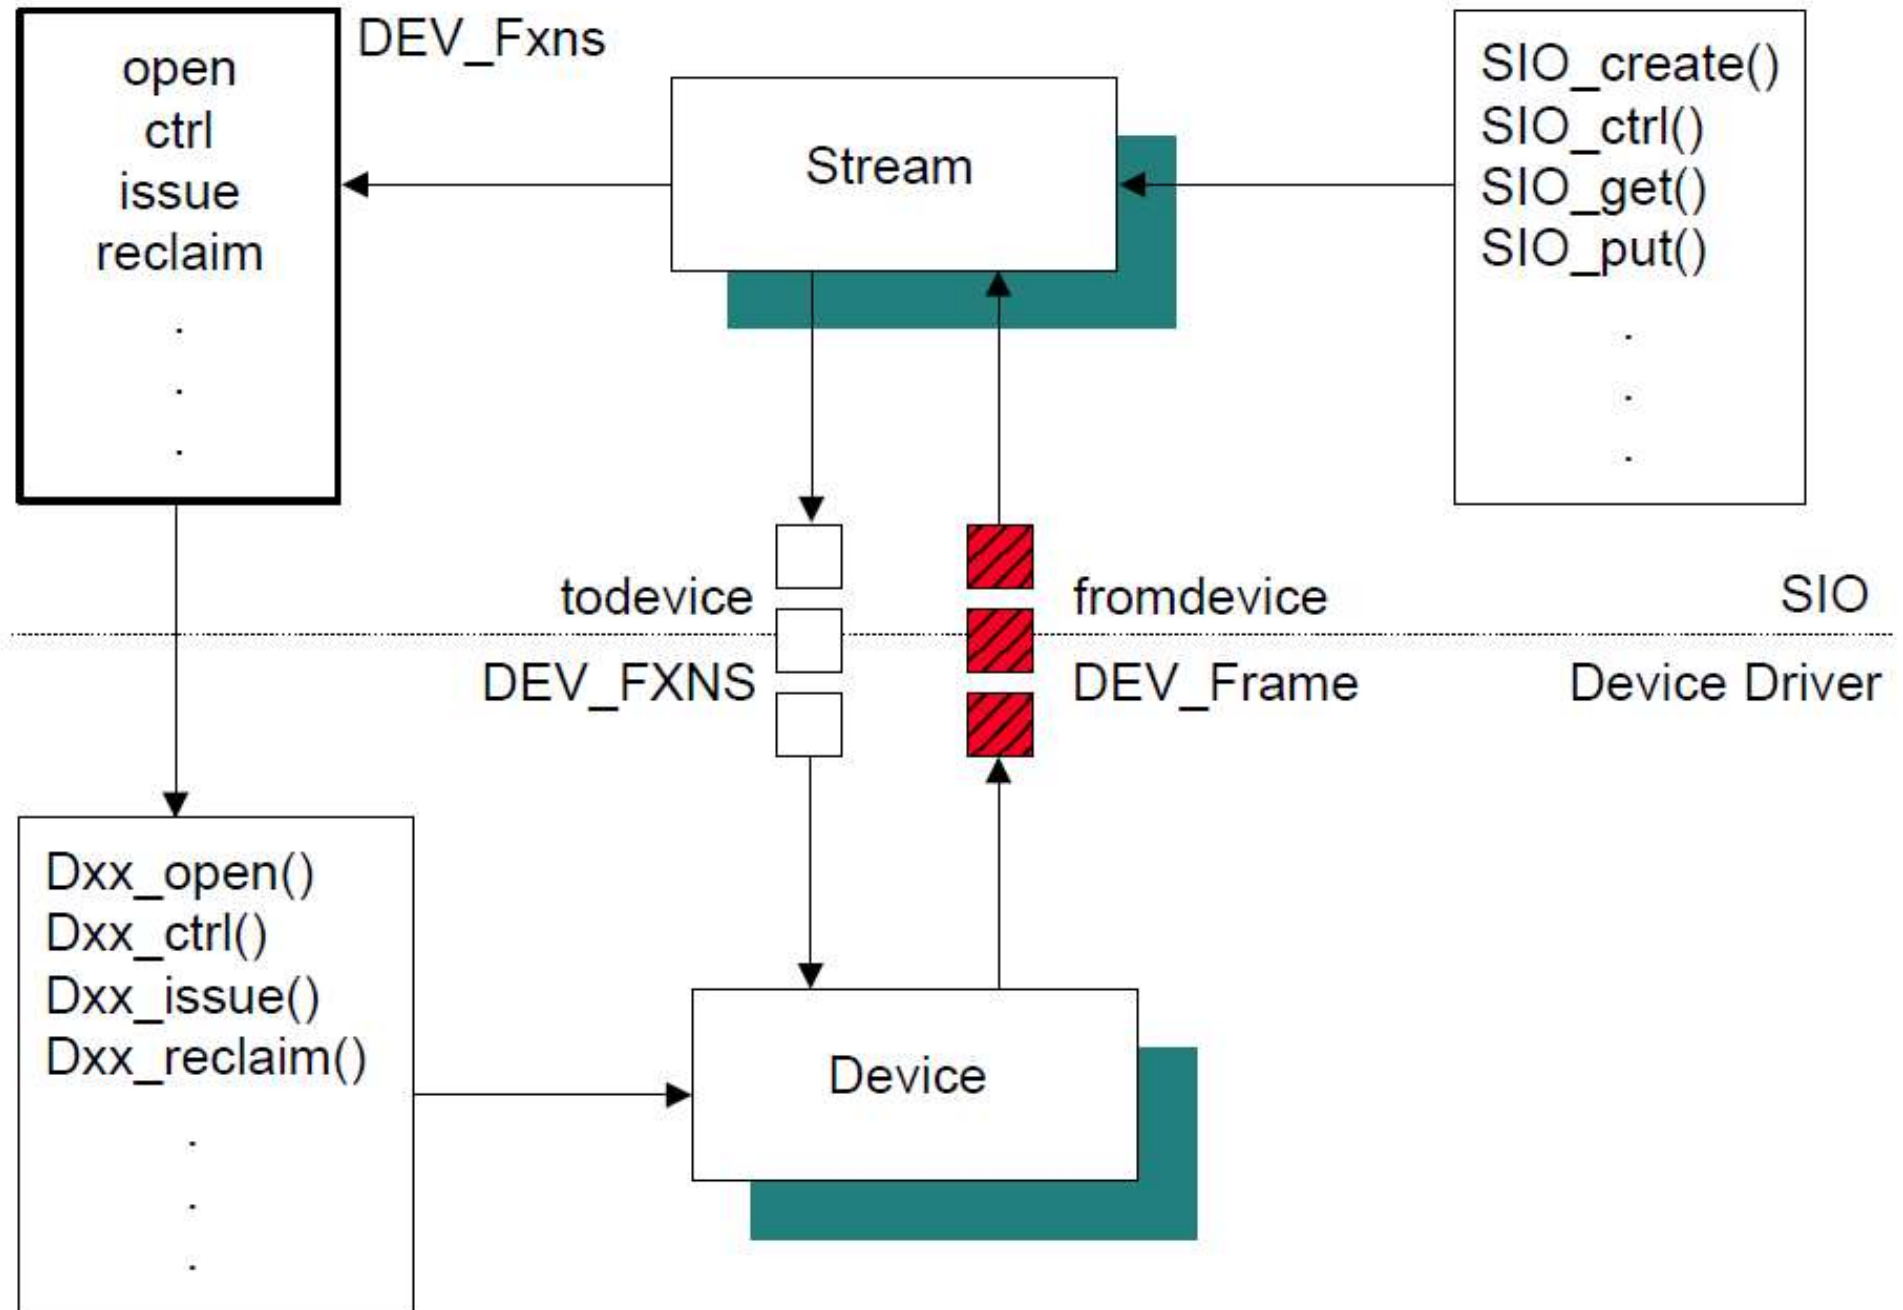 DEV_Fxns
open
ctrl
issue
reclaim
.
.
.
Stream
SIO_create()
SIO_ctrl()
SIO_get()
SIO_put()
.
.
.
todevice
fromdevice
SIO
DEV_FXNS
DEV_Frame
Device Driver
Dxx_open()
Dxx_ctrl()
Dxx_issue()
Dxx_reclaim()
.
.
.
Device